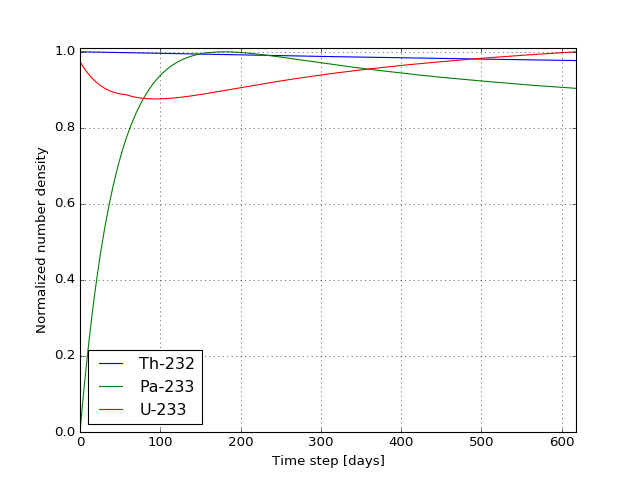 Normalized number density
1.0
0.8
0.6
0.4
0.2
0.0
Th-232
Pa-233
U-233
0 100 200 300 400 500 600
Time step [days]